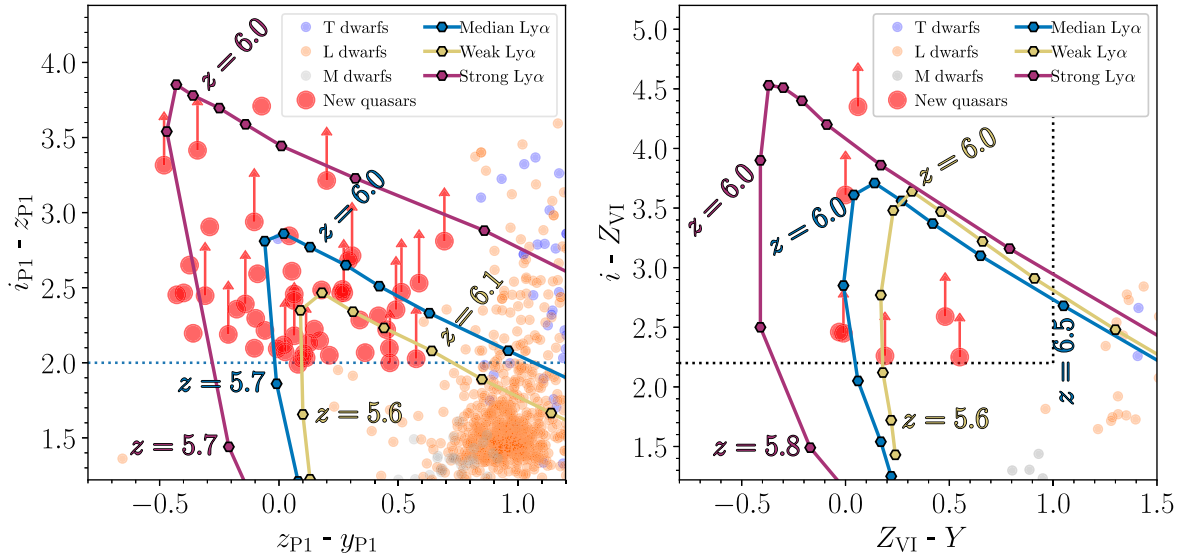 T dwarfs
L dwarfs
M dwarfs
New quasars
Median Lyα
Weak Lyα
Strong Lyα
z = 6.0
z = 6.0
z = 6.1
z = 5.7
z = 5.6
z = 5.7
4.0
3.5
3.0
2.5
2.0
1.5
i_P1 - z_P1
−0.5
0.0
0.5
1.0
z_P1 - y_P1
T dwarfs
L dwarfs
M dwarfs
New quasars
Median Lyα
Weak Lyα
Strong Lyα
z = 6.0
z = 6.0
z = 6.0
z = 6.5
z = 5.6
z = 5.8
5.0
4.5
4.0
3.5
3.0
2.5
2.0
1.5
i - Z_VI
−0.5
0.0
0.5
1.0
1.5
Z_VI - Y